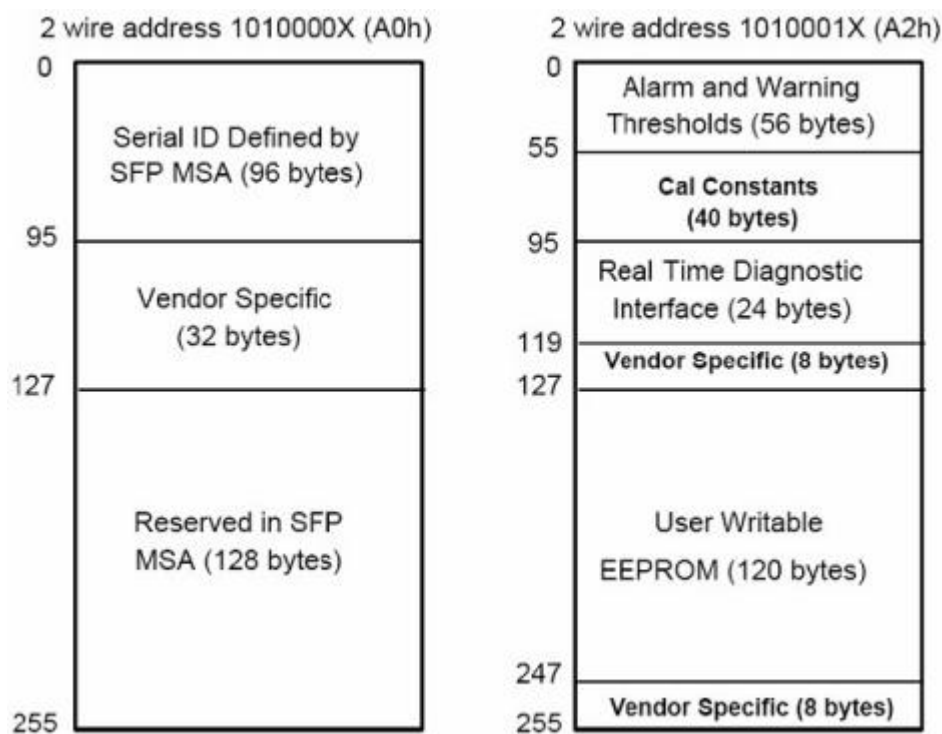 2 wire address 1010000X (A0h)
0
Serial ID Defined by
SFP MSA (96 bytes)
95
Vendor Specific
(32 bytes)
127
Reserved in SFP
MSA (128 bytes)
255
2 wire address 1010001X (A2h)
0
Alarm and Warning
Thresholds (56 bytes)
55
Cal Constants
(40 bytes)
95
Real Time Diagnostic
Interface (24 bytes)
119
Vendor Specific (8 bytes)
127
User Writable
EEPROM (120 bytes)
247
Vendor Specific (8 bytes)
255